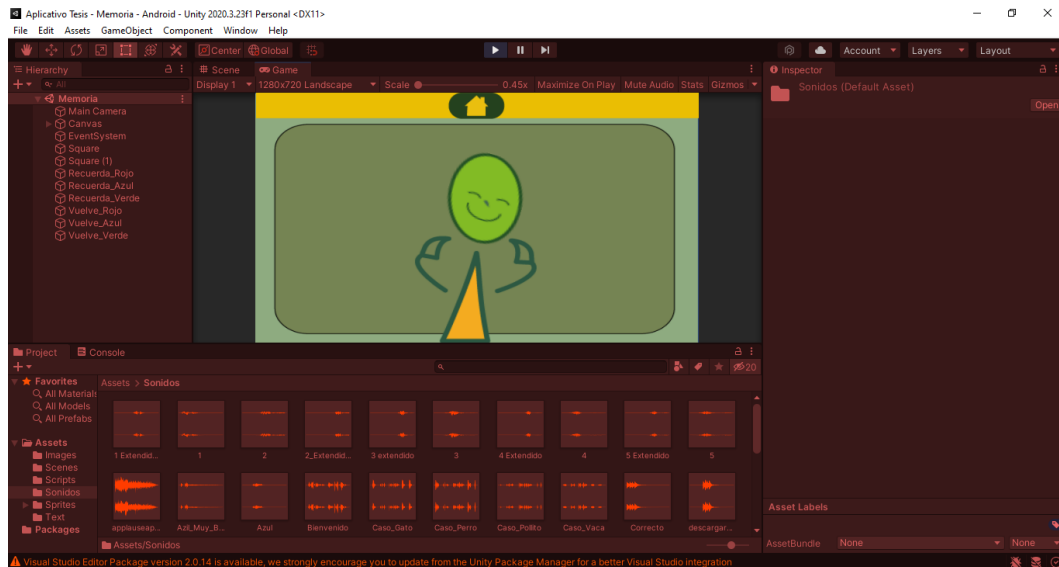 Aplicativo Tesis - Memoria - Android - Unity 2020.3.23f1 Personal <DX11>
File Edit Assets GameObject Component Window Help
Center Global Account Layers Layout
Hierarchy Scene Game Inspector
All Display 1 1280x720 Landscape Scale 0.45x Maximize On Play Mute Audio Stats Gizmos Sonidos (Default Asset)
Open
Memoria
Main Camera
Canvas
EventSystem
Square
Square (1)
Recuerda_Rojo
Recuerda_Azul
Recuerda_Verde
Vuelve_Rojo
Vuelve_Azul
Vuelve_Verde
Project Console
20
Favorites
All Materials
All Models
All Prefabs
Assets
Images
Scenes
Scripts
Sonidos
Sprites
Text
Packages
Assets > Sonidos
1 Extendid... 1 2 2_Extendid... 3 extendido 3 4 Extendido 4 5 Extendido 5
applauseap... Azli_Muy_B... Azul Bienvenido Caso_Gato Caso_Perro Caso_Pollito Caso_Vaca Correcto descargar...
Assets/Sonidos
Asset Labels
AssetBundle None None
Visual Studio Editor Package version 2.0.14 is available, we strongly encourage you to update from the Unity Package Manager for a better Visual Studio integration